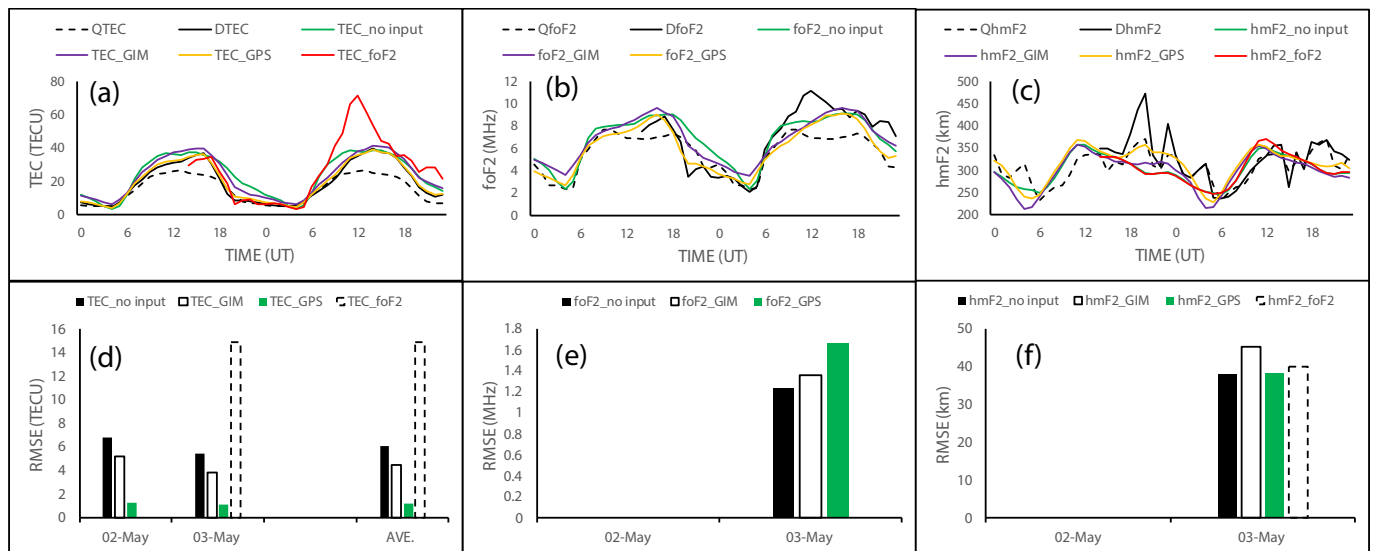 QTEC DTEC TEC_no input
TEC_GIM TEC_GPS TEC_foF2
(a)
TEC (TECU)
80
60
40
20
0
0 6 12 18 0 6 12 18
TIME (UT)
QfoF2 DfoF2 foF2_no input
foF2_GIM foF2_GPS
(b)
foF2 (MHz)
12
10
8
6
4
2
0
0 6 12 18 0 6 12 18
TIME (UT)
QhmF2 DhmF2 hmF2_no input
hmF2_GIM hmF2_GPS hmF2_foF2
(c)
hmF2 (km)
500
450
400
350
300
250
200
0 6 12 18 0 6 12 18
TIME (UT)
TEC_no input TEC_GIM TEC_GPS TEC_foF2
(d)
RMSE (TECU)
16
14
12
10
8
6
4
2
0
02-May 03-May AVE.
foF2_no input foF2_GIM foF2_GPS
(e)
RMSE (MHz)
1.8
1.6
1.4
1.2
1
0.8
0.6
0.4
0.2
0
02-May 03-May
hmF2_no input hmF2_GIM hmF2_GPS hmF2_foF2
(f)
RMSE (km)
50
40
30
20
10
0
02-May 03-May